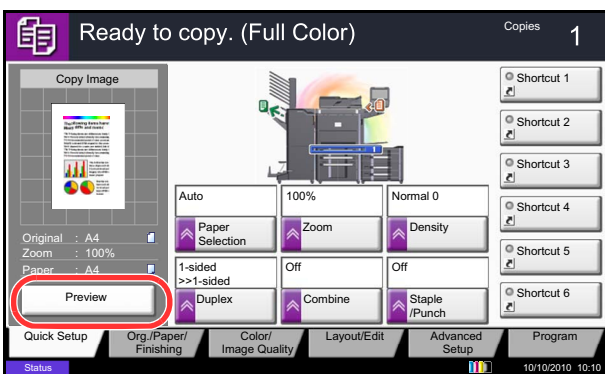 Ready to copy. (Full Color)
Copies
1
Copy Image
Original : A4
Zoom : 100%
Paper : A4
Preview
Auto
Paper
Selection
100%
Zoom
Normal 0
Density
1-sided
>>1-sided
Duplex
Off
Combine
Off
Staple
/Punch
Shortcut 1
Shortcut 2
Shortcut 3
Shortcut 4
Shortcut 5
Shortcut 6
Quick Setup
Org./Paper/
Finishing
Color/
Image Quality
Layout/Edit
Advanced
Setup
Program
Status
10/10/2010 10:10